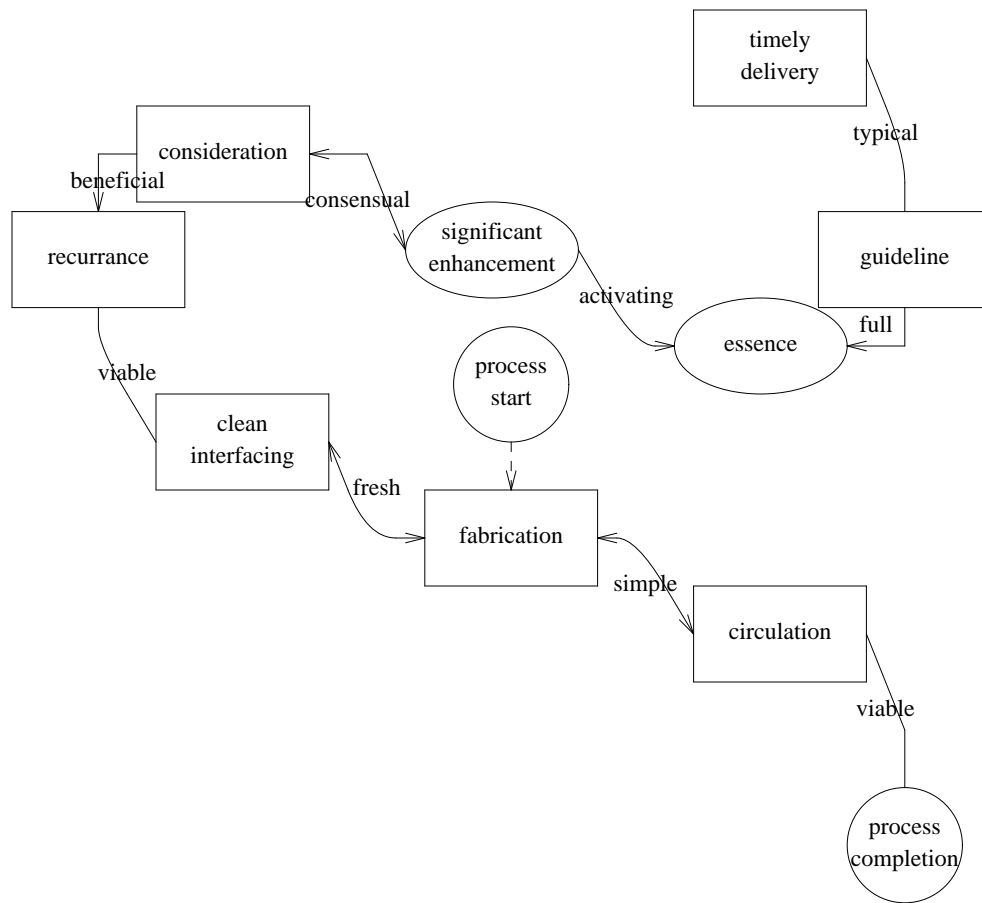 timely
delivery
typical
consideration
beneficial
consensual
recurrance
significant
enhancement
guideline
activating
full
essence
viable
process
start
clean
interfacing
fresh
fabrication
simple
circulation
viable
process
completion